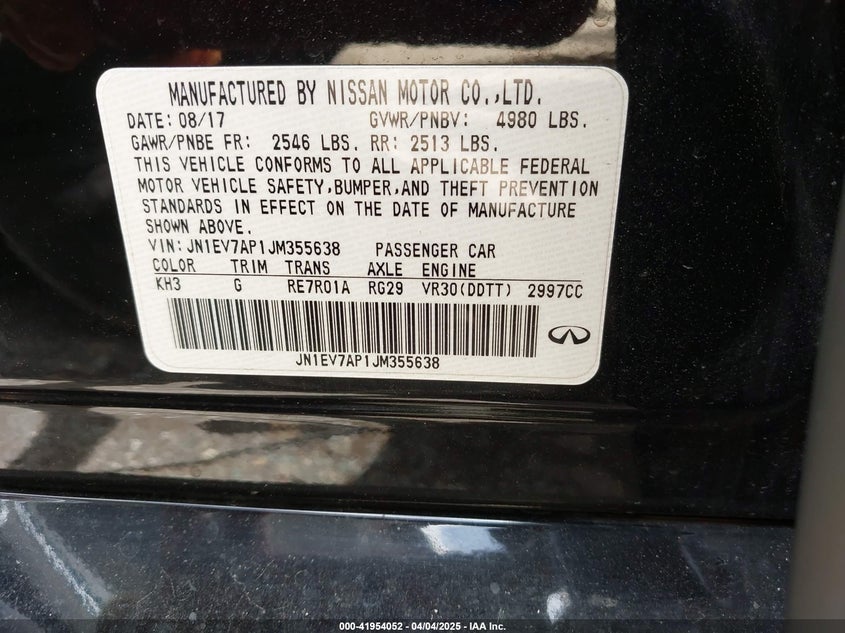 MANUFACTURED BY NISSAN MOTOR CO.,LTD.
DATE: 08/17 GVWR/PNBV: 4980 LBS.
GAWR/PNBE FR: 2546 LBS. RR: 2513 LBS.
THIS VEHICLE CONFORMS TO ALL APPLICABLE FEDERAL
MOTOR VEHICLE SAFETY,BUMPER,AND THEFT PREVENTION
STANDARDS IN EFFECT ON THE DATE OF MANUFACTURE
SHOWN ABOVE.
VIN: JN1EV7AP1JM355638 PASSENGER CAR
COLOR TRIM TRANS AXLE ENGINE
KH3 G RE7R01A RG29 VR30(DDTT) 2997CC
JN1EV7AP1JM355638
000-41954052 - 04/04/2025 - IAA Inc.